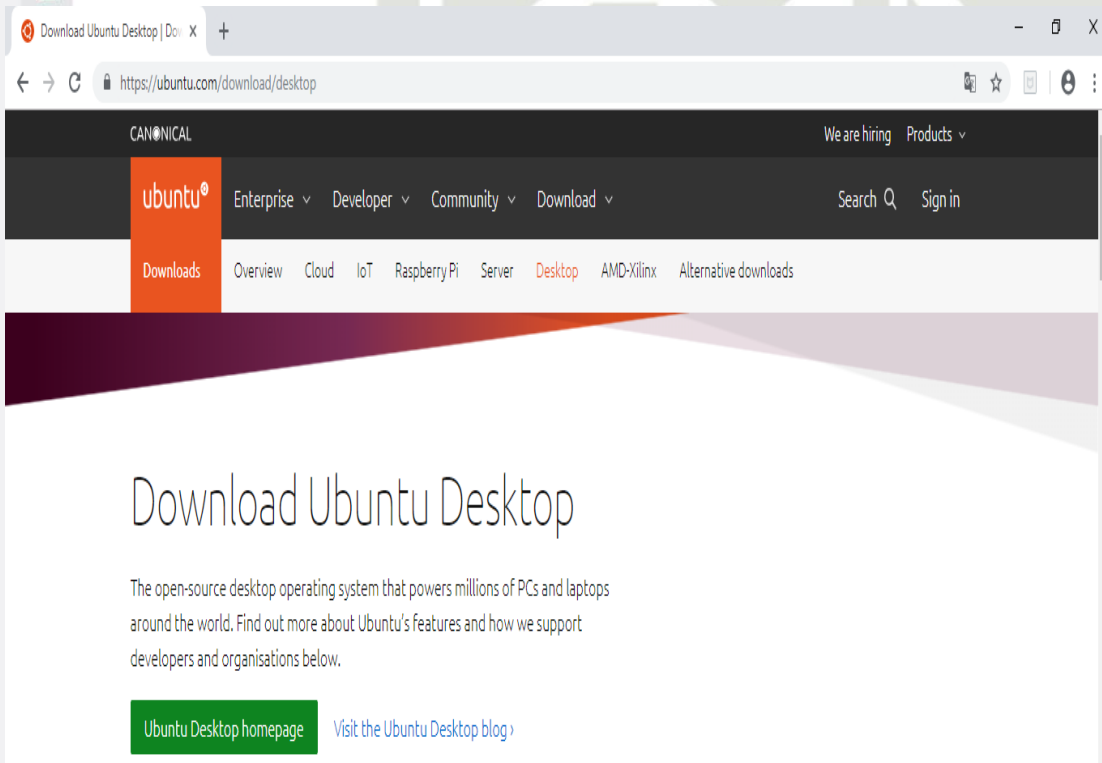 Download Ubuntu Desktop | Do
https://ubuntu.com/download/desktop
CANONICAL We are hiring Products
ubuntu Enterprise Developer Community Download Search Sign in
Downloads Overview Cloud IoT Raspberry Pi Server Desktop AMD-Xilinx Alternative downloads
Download Ubuntu Desktop
The open-source desktop operating system that powers millions of PCs and laptops
around the world. Find out more about Ubuntu's features and how we support
developers and organisations below.
Ubuntu Desktop homepage Visit the Ubuntu Desktop blog ›